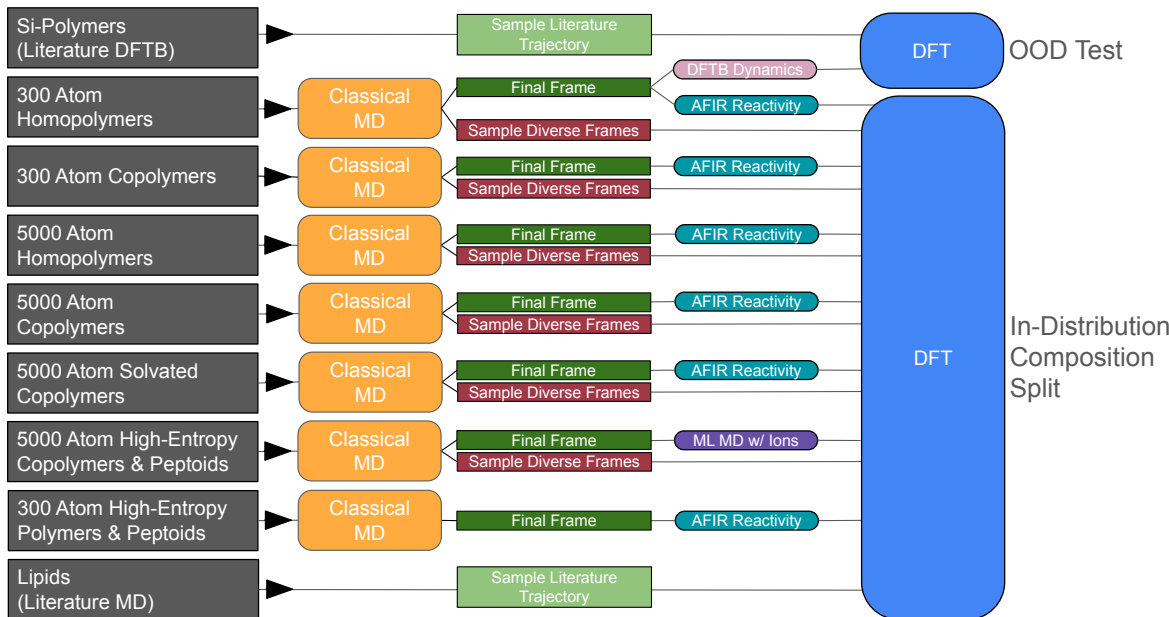 Si-Polymers
(Literature DFTB)
Sample Literature
Trajectory
DFT
OOD Test
DFTB Dynamics
300 Atom
Homopolymers
Classical
MD
Final Frame
AFIR Reactivity
Sample Diverse Frames
300 Atom Copolymers
Classical
MD
Final Frame
AFIR Reactivity
Sample Diverse Frames
5000 Atom
Homopolymers
Classical
MD
Final Frame
AFIR Reactivity
Sample Diverse Frames
5000 Atom
Copolymers
Classical
MD
Final Frame
AFIR Reactivity
Sample Diverse Frames
DFT
In-Distribution
Composition
Split
5000 Atom Solvated
Copolymers
Classical
MD
Final Frame
AFIR Reactivity
Sample Diverse Frames
5000 Atom High-Entropy
Copolymers & Peptoids
Classical
MD
Final Frame
ML MD w/ Ions
Sample Diverse Frames
300 Atom High-Entropy
Polymers & Peptoids
Classical
MD
Final Frame
AFIR Reactivity
Lipids
(Literature MD)
Sample Literature
Trajectory